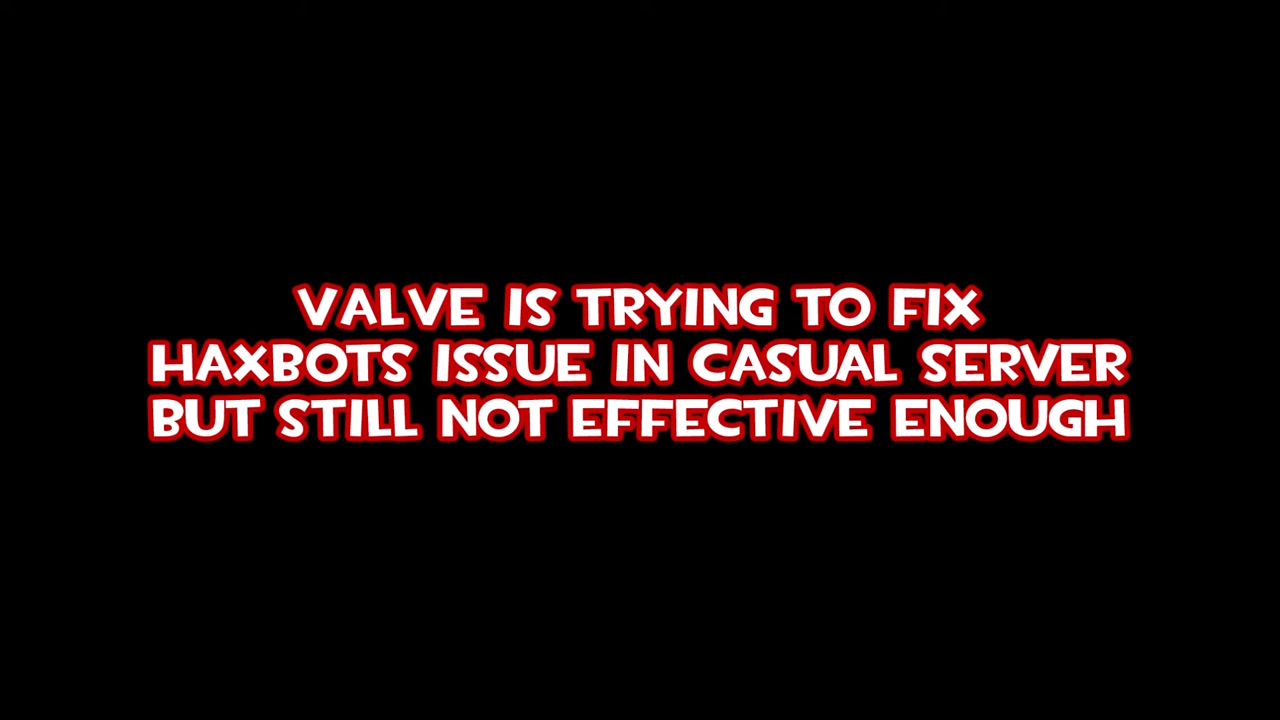 VALVE IS TRYING TO FIX
HAXBOTS ISSUE IN CASUAL SERVER
BUT STILL NOT EFFECTIVE ENOUGH